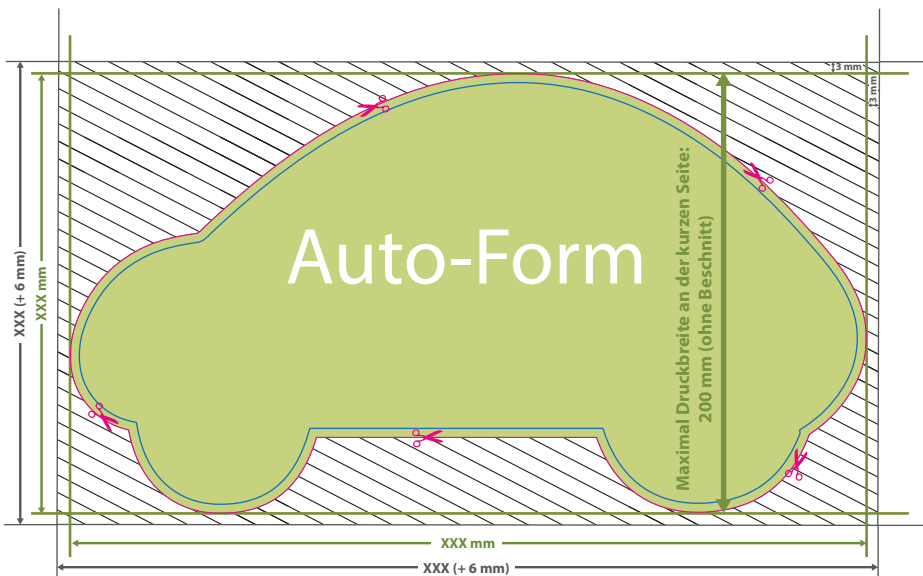 3 mm
3 mm
Auto-Form
Maximal Druckbreite an der kurzen Seite:
200 mm (ohne Beschnitt)
XXX (+ 6 mm)
XXX mm
XXX mm
XXX (+ 6 mm)